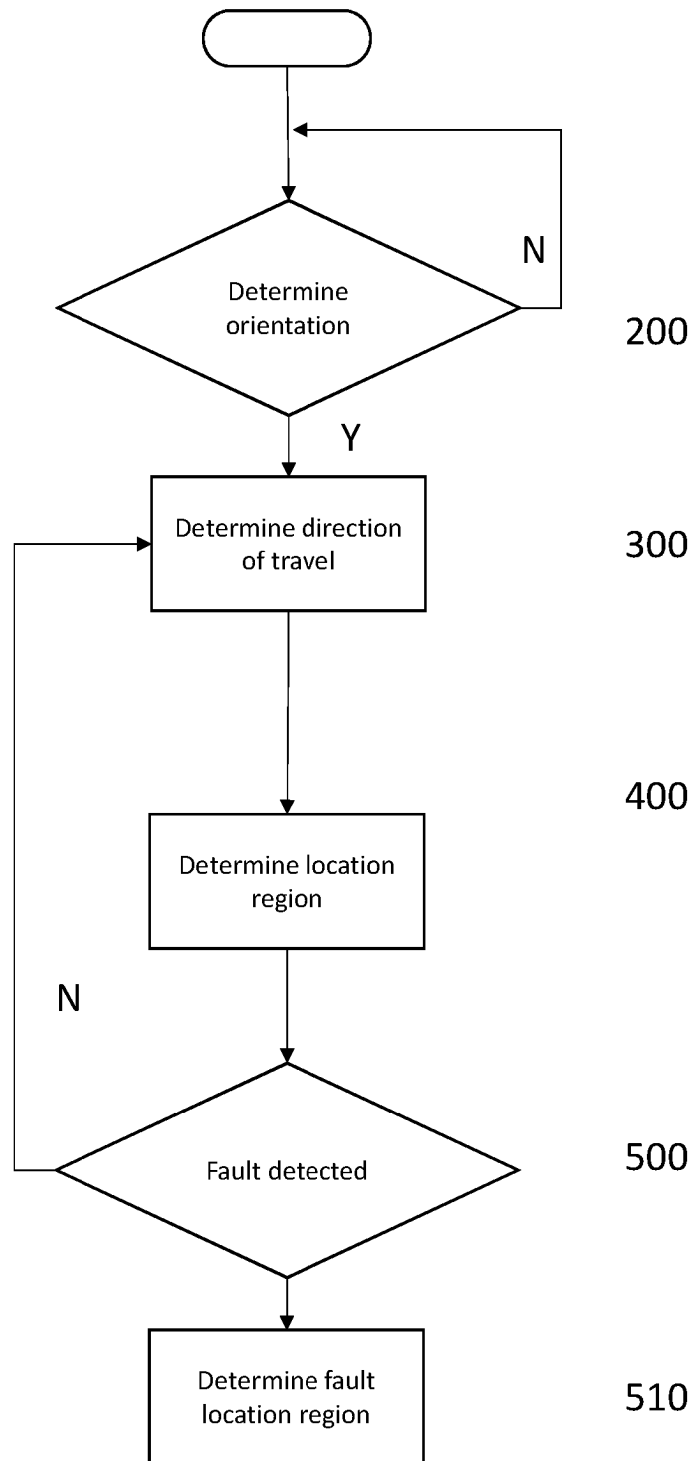 N
Determine
orientation
200
Y
Determine direction
of travel
300
400
Determine location
region
N
Fault detected
500
Determine fault
location region
510